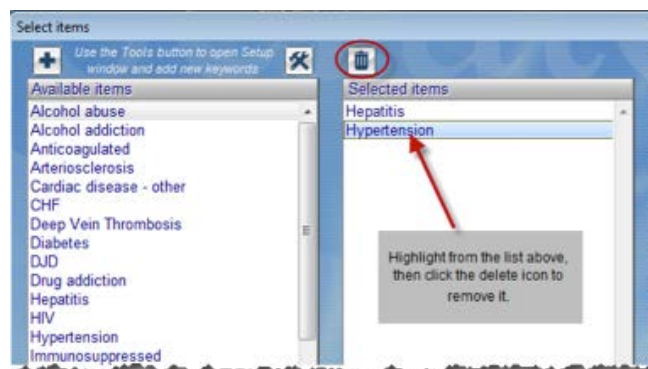 Select items
Use the Tools button to open Setup
window and add new keywords
Available items
Alcohol abuse
Alcohol addiction
Anticoagulated
Arteriosclerosis
Cardiac disease - other
CHF
Deep Vein Thrombosis
Diabetes
DJD
Drug addiction
Hepatitis
HIV
Hypertension
Immunosuppressed
Selected items
Hepatitis
Hypertension
Highlight from the list above,
then click the delete icon to
remove it.